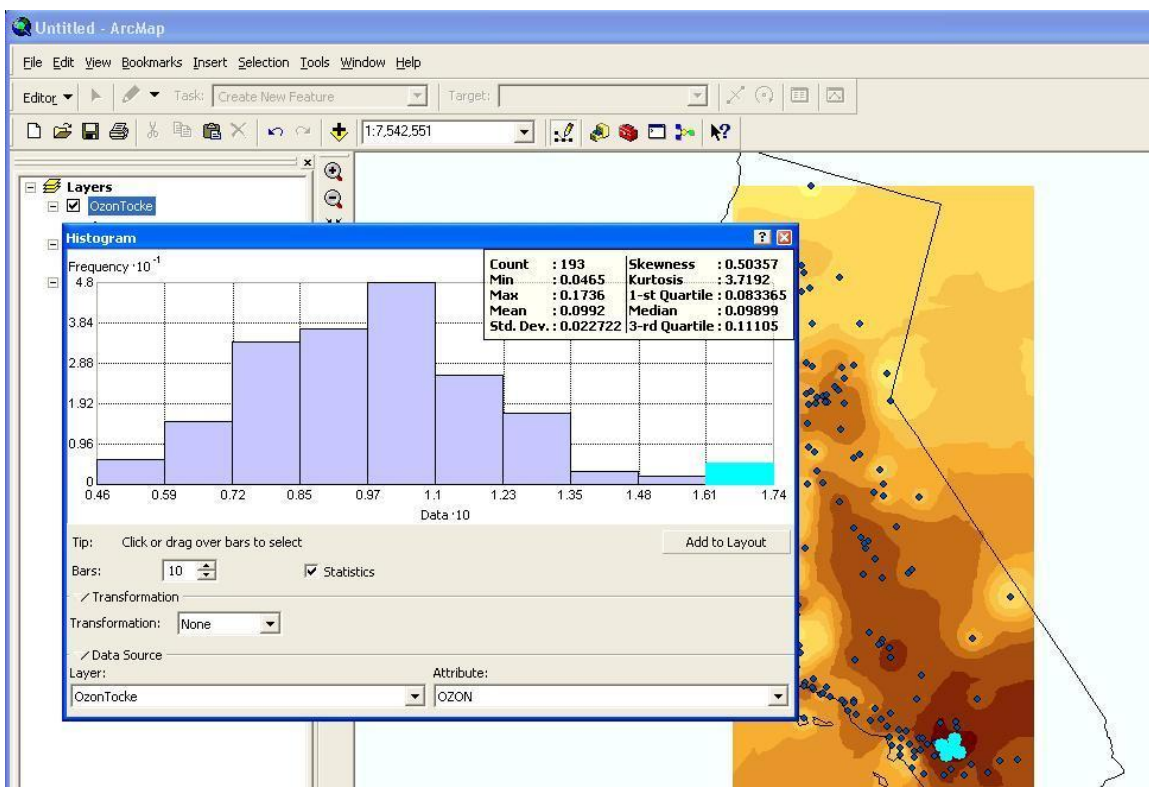 Untitled - ArcMap
File Edit View Bookmarks Insert Selection Tools Window Help
Editor Task: Create New Feature Target:
1:7,542,551
Layers
OzonTocke
Histogram
Frequency ·10⁻¹
4.8
3.84
2.88
1.92
0.96
0
0.46 0.59 0.72 0.85 0.97 1.1 1.23 1.35 1.48 1.61 1.74
Data ·10
Count : 193 Skewness : 0.50357
Min : 0.0465 Kurtosis : 3.7192
Max : 0.1736 1-st Quartile : 0.083365
Mean : 0.0992 Median : 0.09899
Std. Dev. : 0.022722 3-rd Quartile : 0.11105
Tip: Click or drag over bars to select Add to Layout
Bars: 10 Statistics
Transformation
Transformation: None
Data Source
Layer: Attribute:
OzonTocke OZON